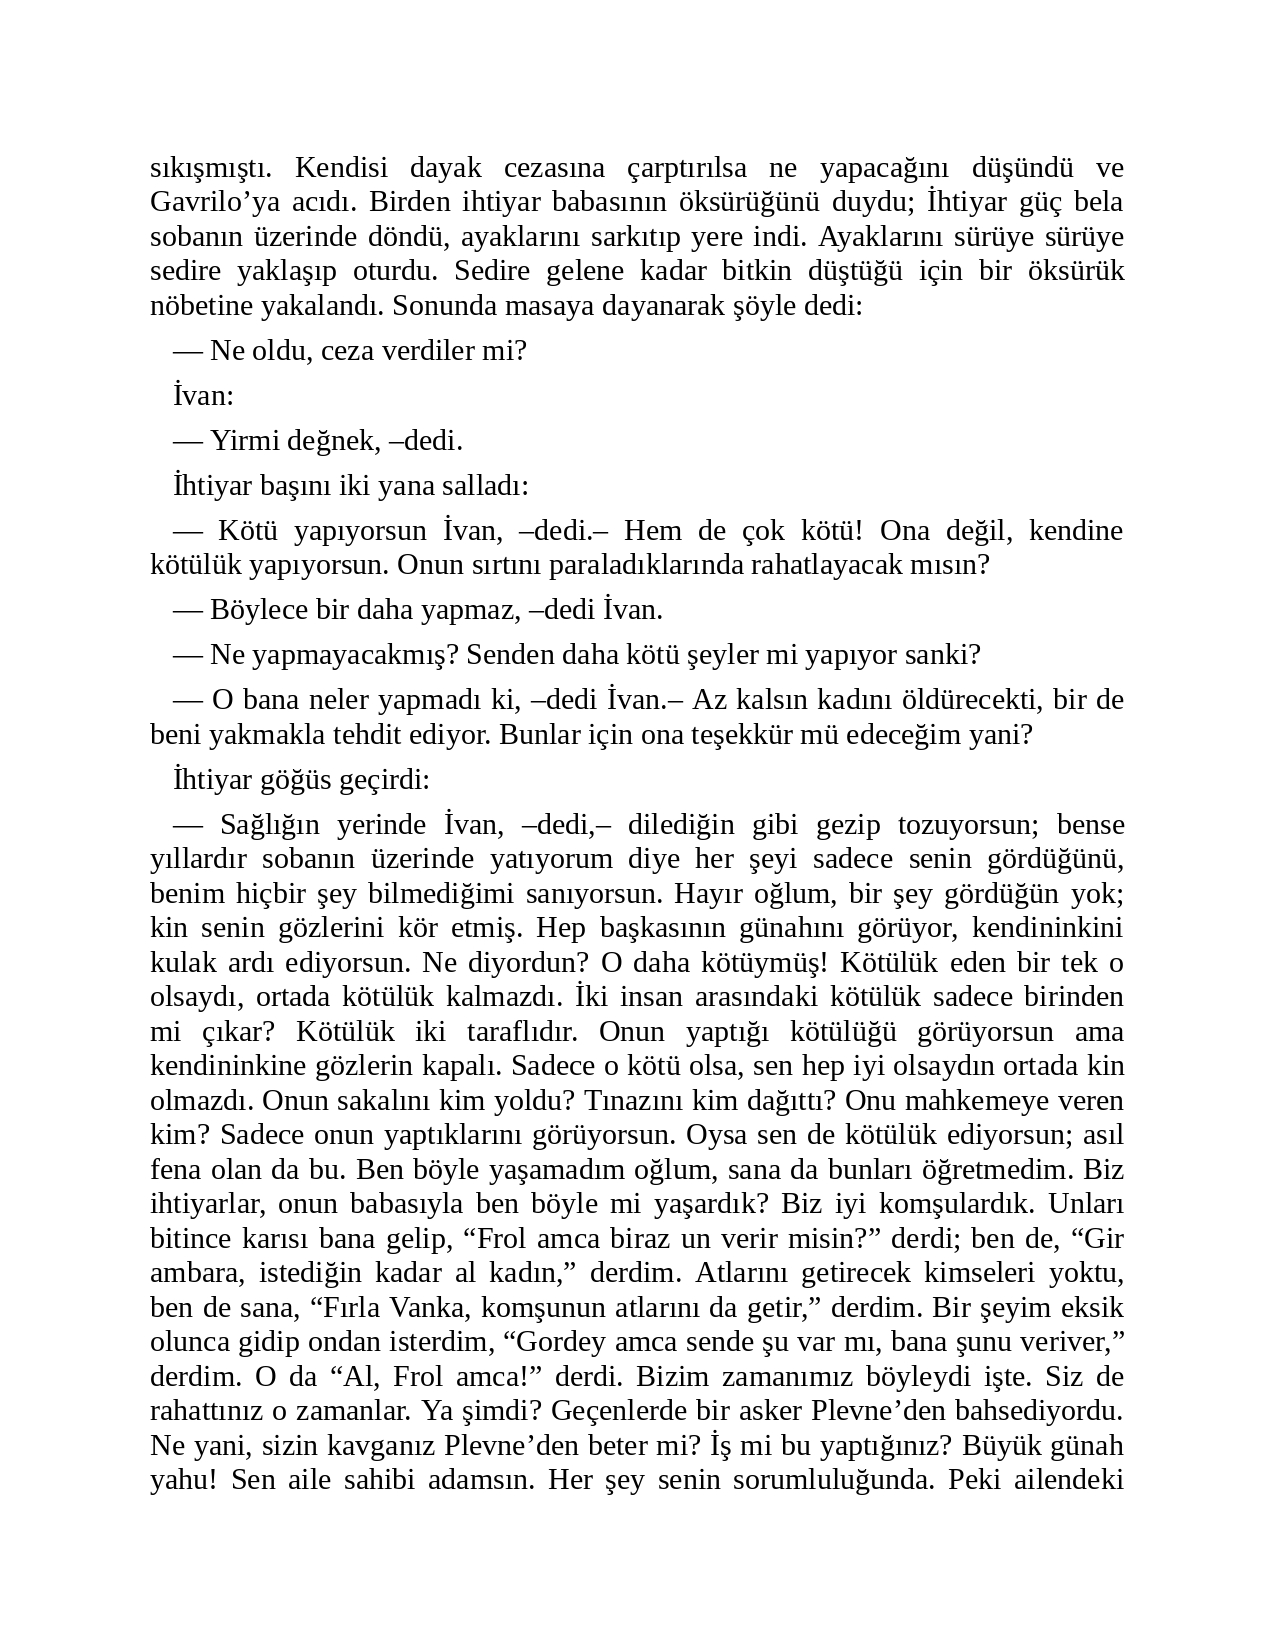 sıkışmıştı. Kendisi dayak cezasına çarptırılsa ne yapacağını düşündü ve
Gavrilo’ya acıdı. Birden ihtiyar babasının öksürüğünü duydu; İhtiyar güç bela
sobanın üzerinde döndü, ayaklarını sarkıtıp yere indi. Ayaklarını sürüye sürüye
sedire yaklaşıp oturdu. Sedire gelene kadar bitkin düştüğü için bir öksürük
nöbetine yakalandı. Sonunda masaya dayanarak şöyle dedi:
— Ne oldu, ceza verdiler mi?
İvan:
— Yirmi değnek, –dedi.
İhtiyar başını iki yana salladı:
— Kötü yapıyorsun İvan, –dedi.– Hem de çok kötü! Ona değil, kendine
kötülük yapıyorsun. Onun sırtını paraladıklarında rahatlayacak mısın?
— Böylece bir daha yapmaz, –dedi İvan.
— Ne yapmayacakmış? Senden daha kötü şeyler mi yapıyor sanki?
— O bana neler yapmadı ki, –dedi İvan.– Az kalsın kadını öldürecekti, bir de
beni yakmakla tehdit ediyor. Bunlar için ona teşekkür mü edeceğim yani?
İhtiyar göğüs geçirdi:
— Sağlığın yerinde İvan, –dedi,– dilediğin gibi gezip tozuyorsun; bense
yıllardır sobanın üzerinde yatıyorum diye her şeyi sadece senin gördüğünü,
benim hiçbir şey bilmediğimi sanıyorsun. Hayır oğlum, bir şey gördüğün yok;
kin senin gözlerini kör etmiş. Hep başkasının günahını görüyor, kendininkini
kulak ardı ediyorsun. Ne diyordun? O daha kötüymüş! Kötülük eden bir tek o
olsaydı, ortada kötülük kalmazdı. İki insan arasındaki kötülük sadece birinden
mi çıkar? Kötülük iki taraflıdır. Onun yaptığı kötülüğü görüyorsun ama
kendininkine gözlerin kapalı. Sadece o kötü olsa, sen hep iyi olsaydın ortada kin
olmazdı. Onun sakalını kim yoldu? Tınazını kim dağıttı? Onu mahkemeye veren
kim? Sadece onun yaptıklarını görüyorsun. Oysa sen de kötülük ediyorsun; asıl
fena olan da bu. Ben böyle yaşamadım oğlum, sana da bunları öğretmedim. Biz
ihtiyarlar, onun babasıyla ben böyle mi yaşardık? Biz iyi komşulardık. Unları
bitince karısı bana gelip, “Frol amca biraz un verir misin?” derdi; ben de, “Gir
ambara, istediğin kadar al kadın,” derdim. Atlarını getirecek kimseleri yoktu,
ben de sana, “Fırla Vanka, komşunun atlarını da getir,” derdim. Bir şeyim eksik
olunca gidip ondan isterdim, “Gordey amca sende şu var mı, bana şunu veriver,”
derdim. O da “Al, Frol amca!” derdi. Bizim zamanımız böyleydi işte. Siz de
rahattınız o zamanlar. Ya şimdi? Geçenlerde bir asker Plevne’den bahsediyordu.
Ne yani, sizin kavganız Plevne’den beter mi? İş mi bu yaptığınız? Büyük günah
yahu! Sen aile sahibi adamsın. Her şey senin sorumluluğunda. Peki ailendeki